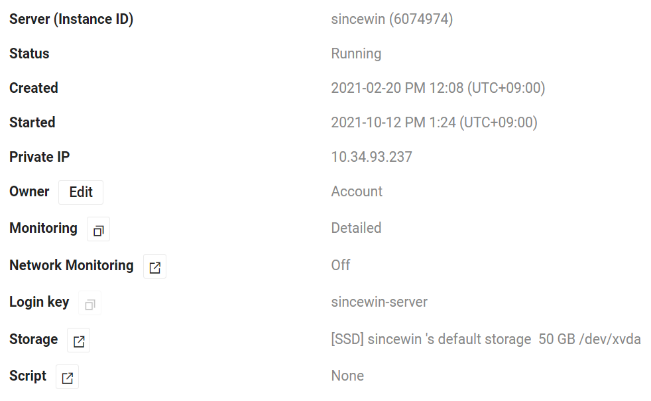 Server (Instance ID) sincewin (6074974)
Status Running
Created 2021-02-20 PM 12:08 (UTC+09:00)
Started 2021-10-12 PM 1:24 (UTC+09:00)
Private IP 10.34.93.237
Owner Edit Account
Monitoring Detailed
Network Monitoring Off
Login key sincewin-server
Storage [SSD] sincewin 's default storage 50 GB /dev/xvda
Script None